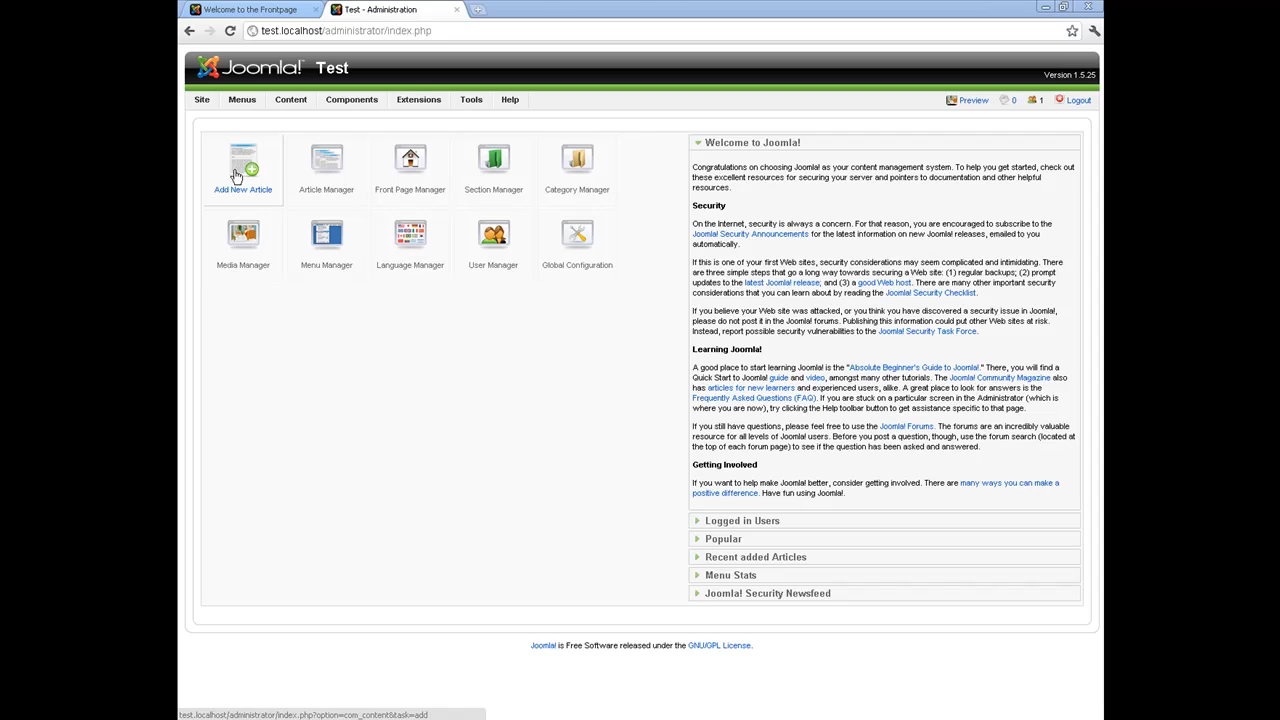 Welcome to the Frontpage
Test - Administration
test.localhost/administrator/index.php
Joomla! Test
Version 1.5.25
Site Menus Content Components Extensions Tools Help
Preview 0 1 Logout
Add New Article
Article Manager
Front Page Manager
Section Manager
Category Manager
Media Manager
Menu Manager
Language Manager
User Manager
Global Configuration
Welcome to Joomla!
Congratulations on choosing Joomla! as your content management system. To help you get started, check out
these excellent resources for securing your server and pointers to documentation and other helpful
resources.
Security
On the Internet, security is always a concern. For that reason, you are encouraged to subscribe to the
Joomla! Security Announcements for the latest information on new Joomla! releases, emailed to you
automatically.
If this is one of your first Web sites, security considerations may seem complicated and intimidating. There
are three simple steps that go a long way towards securing a Web site: (1) regular backups; (2) prompt
updates to the latest Joomla! release; and (3) a good Web host. There are many other important security
considerations that you can learn about by reading the Joomla! Security Checklist.
If you believe your Web site was attacked, or you think you have discovered a security issue in Joomla!,
please do not post it in the Joomla! forums. Publishing this information could put other Web sites at risk.
Instead, report possible security vulnerabilities to the Joomla! Security Task Force.
Learning Joomla!
A good place to start learning Joomla! is the "Absolute Beginner's Guide to Joomla!." There, you will find a
Quick Start to Joomla! guide and video, amongst many other tutorials. The Joomla! Community Magazine also
has articles for new learners and experienced users, alike. A great place to look for answers is the
Frequently Asked Questions (FAQ). If you are stuck on a particular screen in the Administrator (which is
where you are now), try clicking the Help toolbar button to get assistance specific to that page.
If you still have questions, please feel free to use the Joomla! Forums. The forums are an incredibly valuable
resource for all levels of Joomla! users. Before you post a question, though, use the forum search (located at
the top of each forum page) to see if the question has been asked and answered.
Getting Involved
If you want to help make Joomla! better, consider getting involved. There are many ways you can make a
positive difference. Have fun using Joomla!.
Logged in Users
Popular
Recent added Articles
Menu Stats
Joomla! Security Newsfeed
Joomla! is Free Software released under the GNU/GPL License.
test.localhost/administrator/index.php?option=com_content&task=add